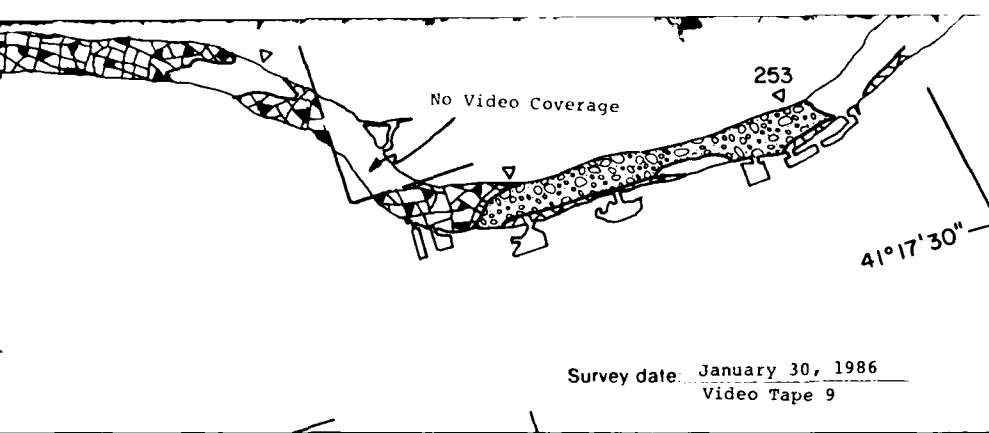 253
No Video Coverage
41°17'30"
Survey date: January 30, 1986
Video Tape 9